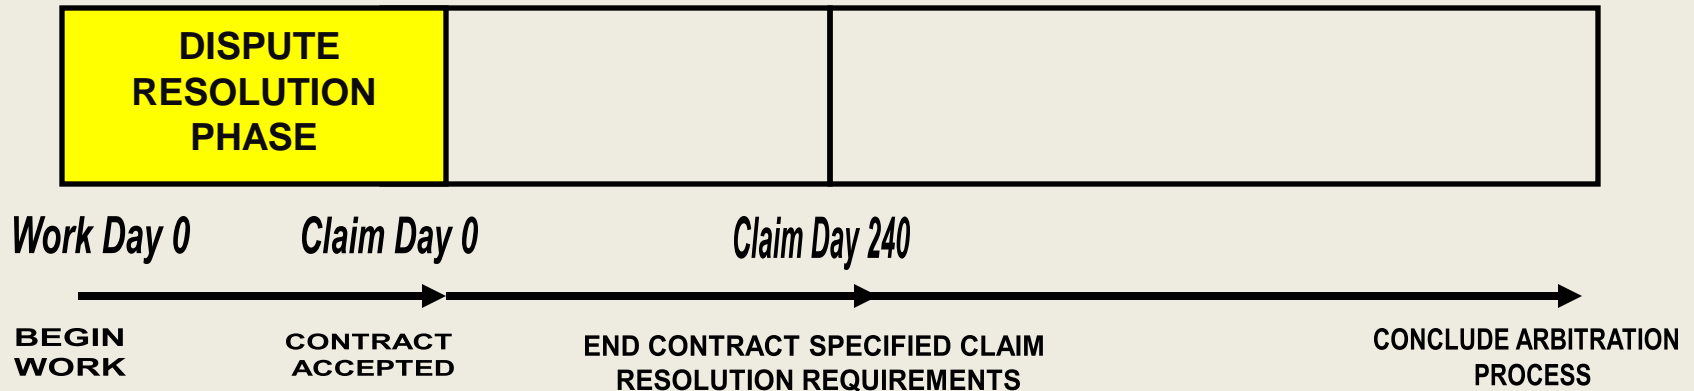 DISPUTE
RESOLUTION
PHASE
Work Day 0
Claim Day 0
Claim Day 240
BEGIN
WORK
CONTRACT
ACCEPTED
END CONTRACT SPECIFIED CLAIM
RESOLUTION REQUIREMENTS
CONCLUDE ARBITRATION
PROCESS